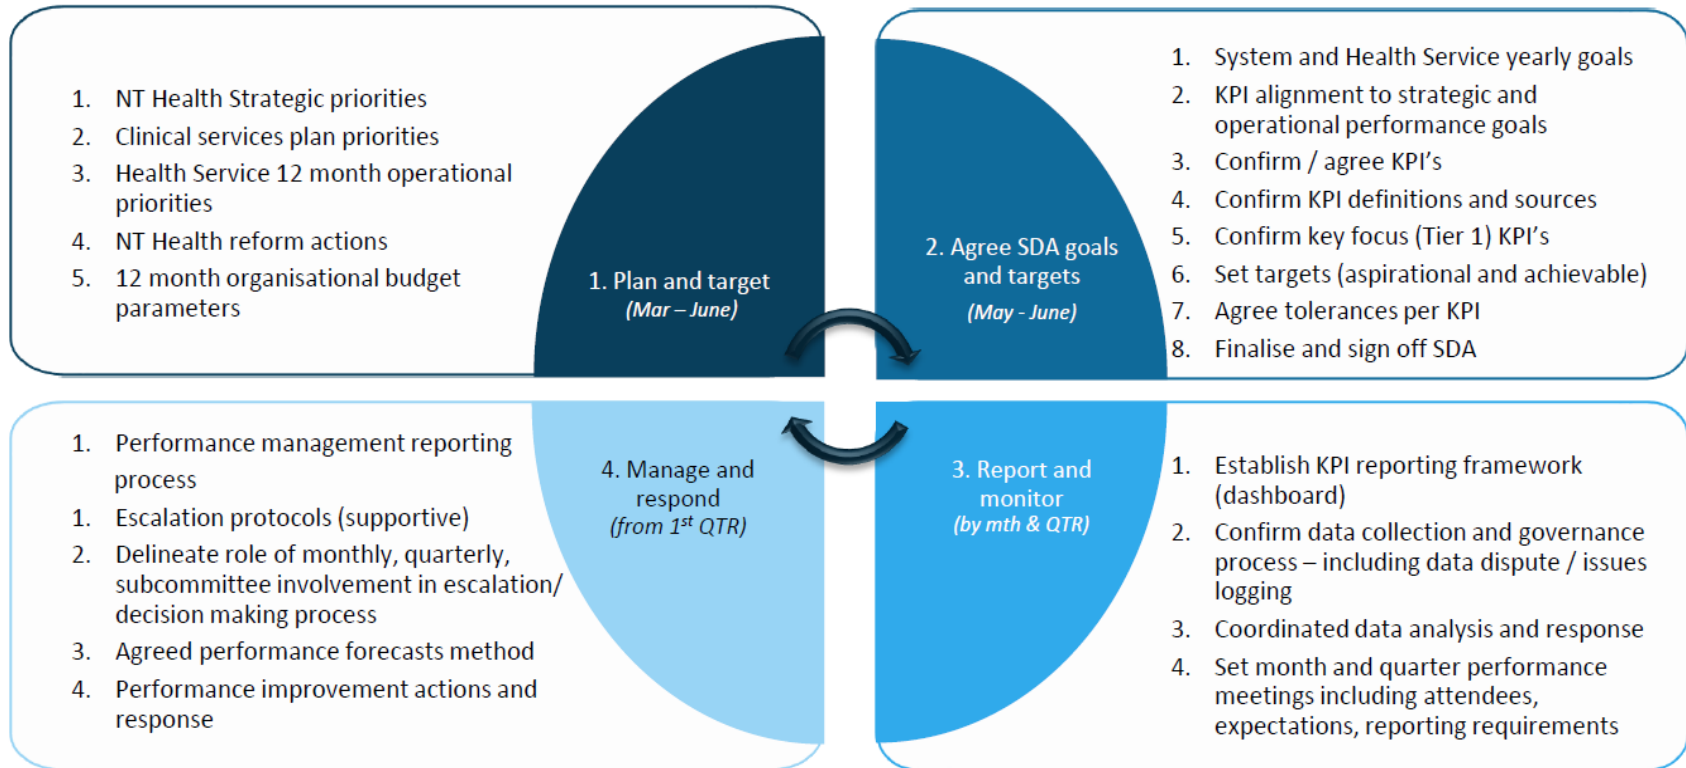 1. NT Health Strategic priorities
2. Clinical services plan priorities
3. Health Service 12 month operational
priorities
4. NT Health reform actions
5. 12 month organisational budget
parameters
1. Plan and target
(Mar – June)
2. Agree SDA goals
and targets
(May - June)
1. System and Health Service yearly goals
2. KPI alignment to strategic and
operational performance goals
3. Confirm / agree KPI's
4. Confirm KPI definitions and sources
5. Confirm key focus (Tier 1) KPI's
6. Set targets (aspirational and achievable)
7. Agree tolerances per KPI
8. Finalise and sign off SDA
1. Performance management reporting
process
1. Escalation protocols (supportive)
2. Delineate role of monthly, quarterly,
subcommittee involvement in escalation/
decision making process
3. Agreed performance forecasts method
4. Performance improvement actions and
response
4. Manage and
respond
(from 1st QTR)
3. Report and
monitor
(by mth & QTR)
1. Establish KPI reporting framework
(dashboard)
2. Confirm data collection and governance
process – including data dispute / issues
logging
3. Coordinated data analysis and response
4. Set month and quarter performance
meetings including attendees,
expectations, reporting requirements